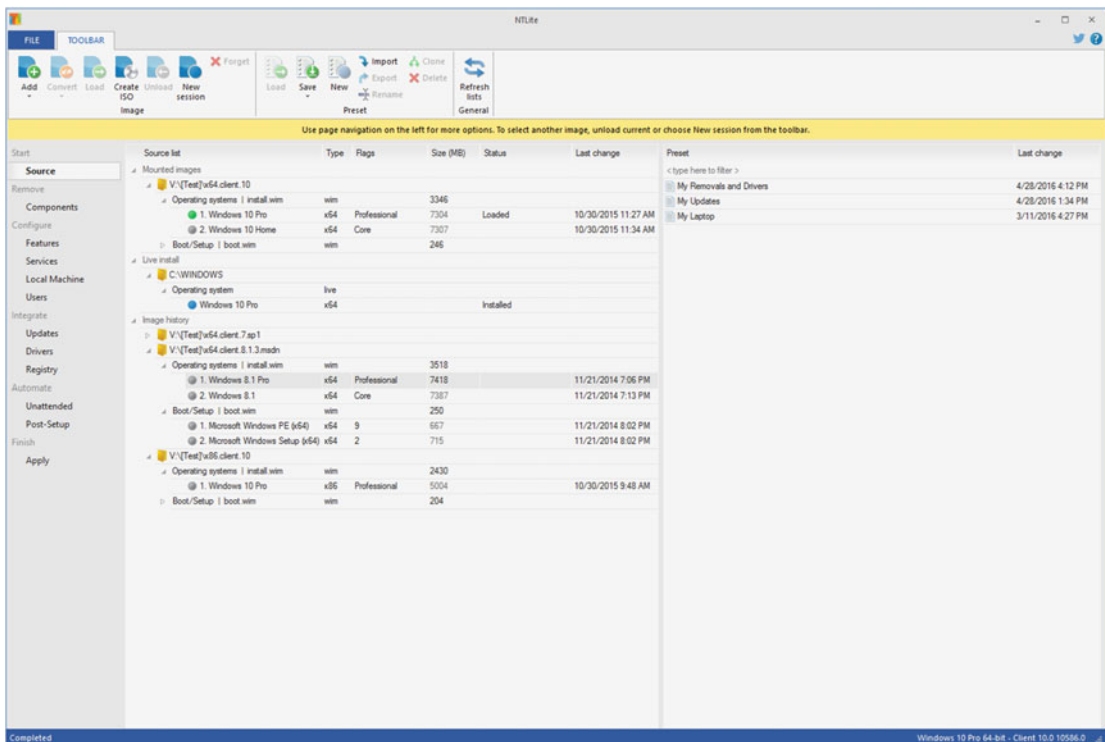 NTLite
FILE TOOLBAR
Add Convert Load Create ISO Unload New session Forget
Image
Load Save New Import Export Rename Clone Delete
Preset
Refresh lists
General
Use page navigation on the left for more options. To select another image, unload current or choose New session from the toolbar.
Start
Source
Remove
Components
Configure
Features
Services
Local Machine
Users
Integrate
Updates
Drivers
Registry
Automate
Unattended
Post-Setup
Finish
Apply
Source list Type Flags Size (MB) Status Last change
Mounted images
V:\[Test]\x64.client.10
Operating systems | install.wim wim 3346
1. Windows 10 Pro x64 Professional 7304 Loaded 10/30/2015 11:27 AM
2. Windows 10 Home x64 Core 7307 10/30/2015 11:34 AM
Boot/Setup | boot.wim wim 246
Live install
C:\WINDOWS
Operating system live
Windows 10 Pro x64 Installed
Image history
V:\[Test]\x64.client.7.sp1
V:\[Test]\x64.client.8.1.3.msdn
Operating systems | install.wim wim 3518
1. Windows 8.1 Pro x64 Professional 7418 11/21/2014 7:06 PM
2. Windows 8.1 x64 Core 7387 11/21/2014 7:13 PM
Boot/Setup | boot.wim wim 250
1. Microsoft Windows PE (x64) x64 9 667 11/21/2014 8:02 PM
2. Microsoft Windows Setup (x64) x64 2 715 11/21/2014 8:02 PM
V:\[Test]\x86.client.10
Operating systems | install.wim wim 2430
1. Windows 10 Pro x86 Professional 5004 10/30/2015 9:48 AM
Boot/Setup | boot.wim wim 204
Preset Last change
< type here to filter >
My Removals and Drivers 4/28/2016 4:12 PM
My Updates 4/28/2016 1:34 PM
My Laptop 3/11/2016 4:27 PM
Completed Windows 10 Pro 64-bit - Client 10.0 10586.0